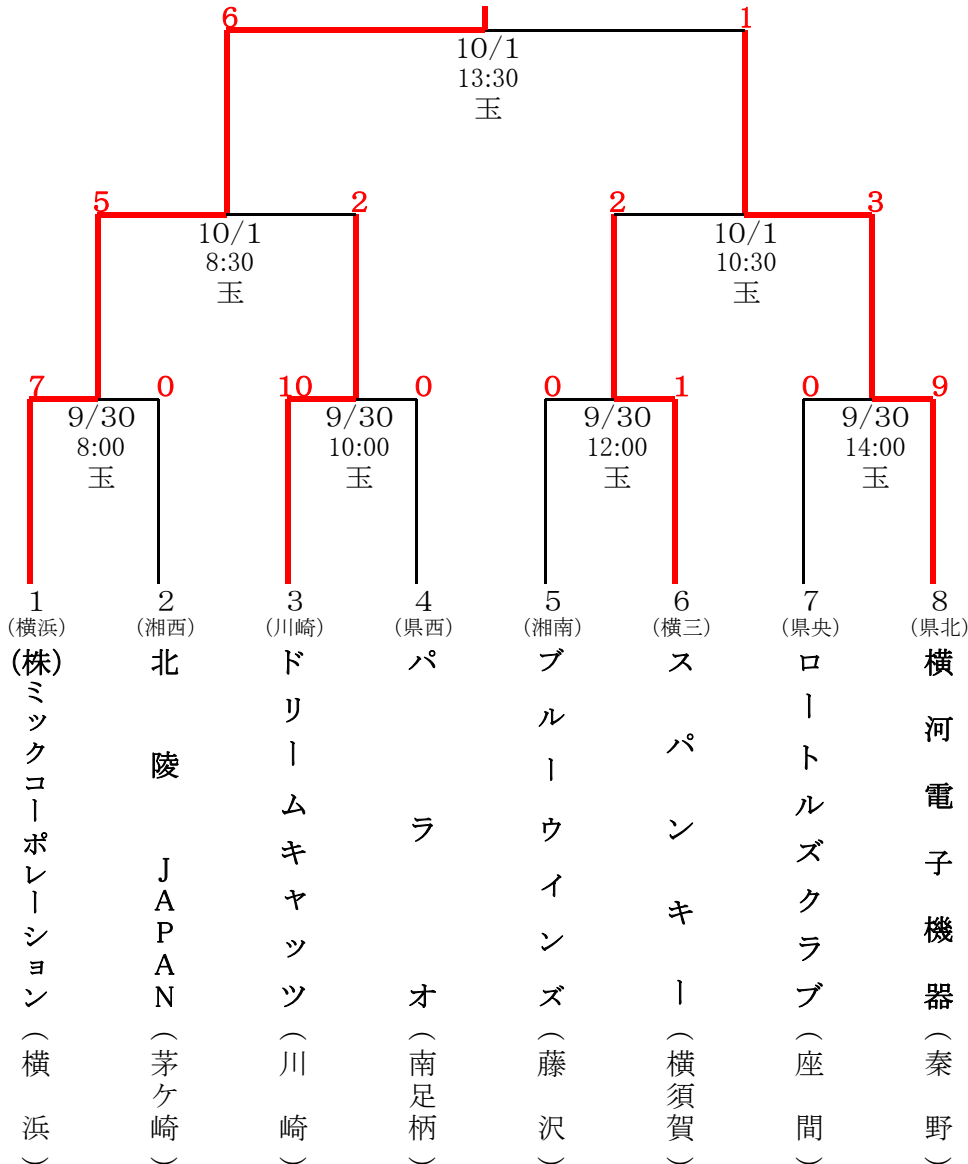 6 1
10/1
13:30
玉
5 2 2 3
10/1 10/1
8:30 10:30
玉 玉
7 0 10 0 0 1 0 9
9/30 9/30 9/30 9/30
8:00 10:00 12:00 14:00
玉 玉 玉 玉
1 2 3 4 5 6 7 8
(横浜) (湘西) (川崎) (県西) (湘南) (横三) (県央) (県北)
(株)ミックコーポレーション(横浜)
北陵JAPAN(茅ケ崎)
ドリームキャッツ(川崎)
パラオ(南足柄)
ブルーウインズ(藤沢)
スパンキー(横須賀)
ロートルズクラブ(座間)
横河電子機器(秦野)